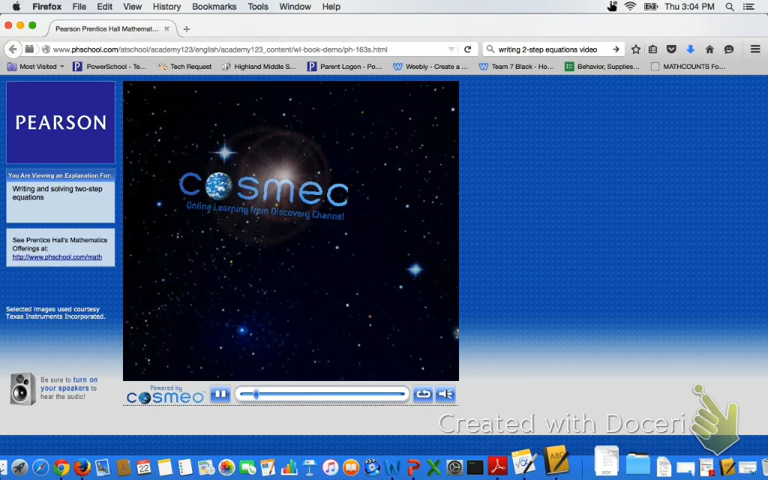 Firefox File Edit View History Bookmarks Tools Window Help Thu 3:04 PM
Pearson Prentice Hall Mathemat...
www.phschool.com/atschool/academy123/english/academy123_content/wl-book-demo/ph-163s.html
writing 2-step equations video
Most Visited PowerSchool - Te... Tech Request Highland Middle S... Parent Logon - Po... Weebly - Create a ... Team 7 Black - Ho... Behavior, Supplies... MATHCOUNTS Fo...
PEARSON
You Are Viewing an Explanation For:
Writing and solving two-step
equations
See Prentice Hall's Mathematics
Offerings at:
http://www.phschool.com/math
Selected images used courtesy
Texas Instruments Incorporated.
Be sure to turn on
your speakers to
hear the audio!
cosmeo
Online Learning from Discovery Channel
Powered by
cosmeo
Created with Doceri